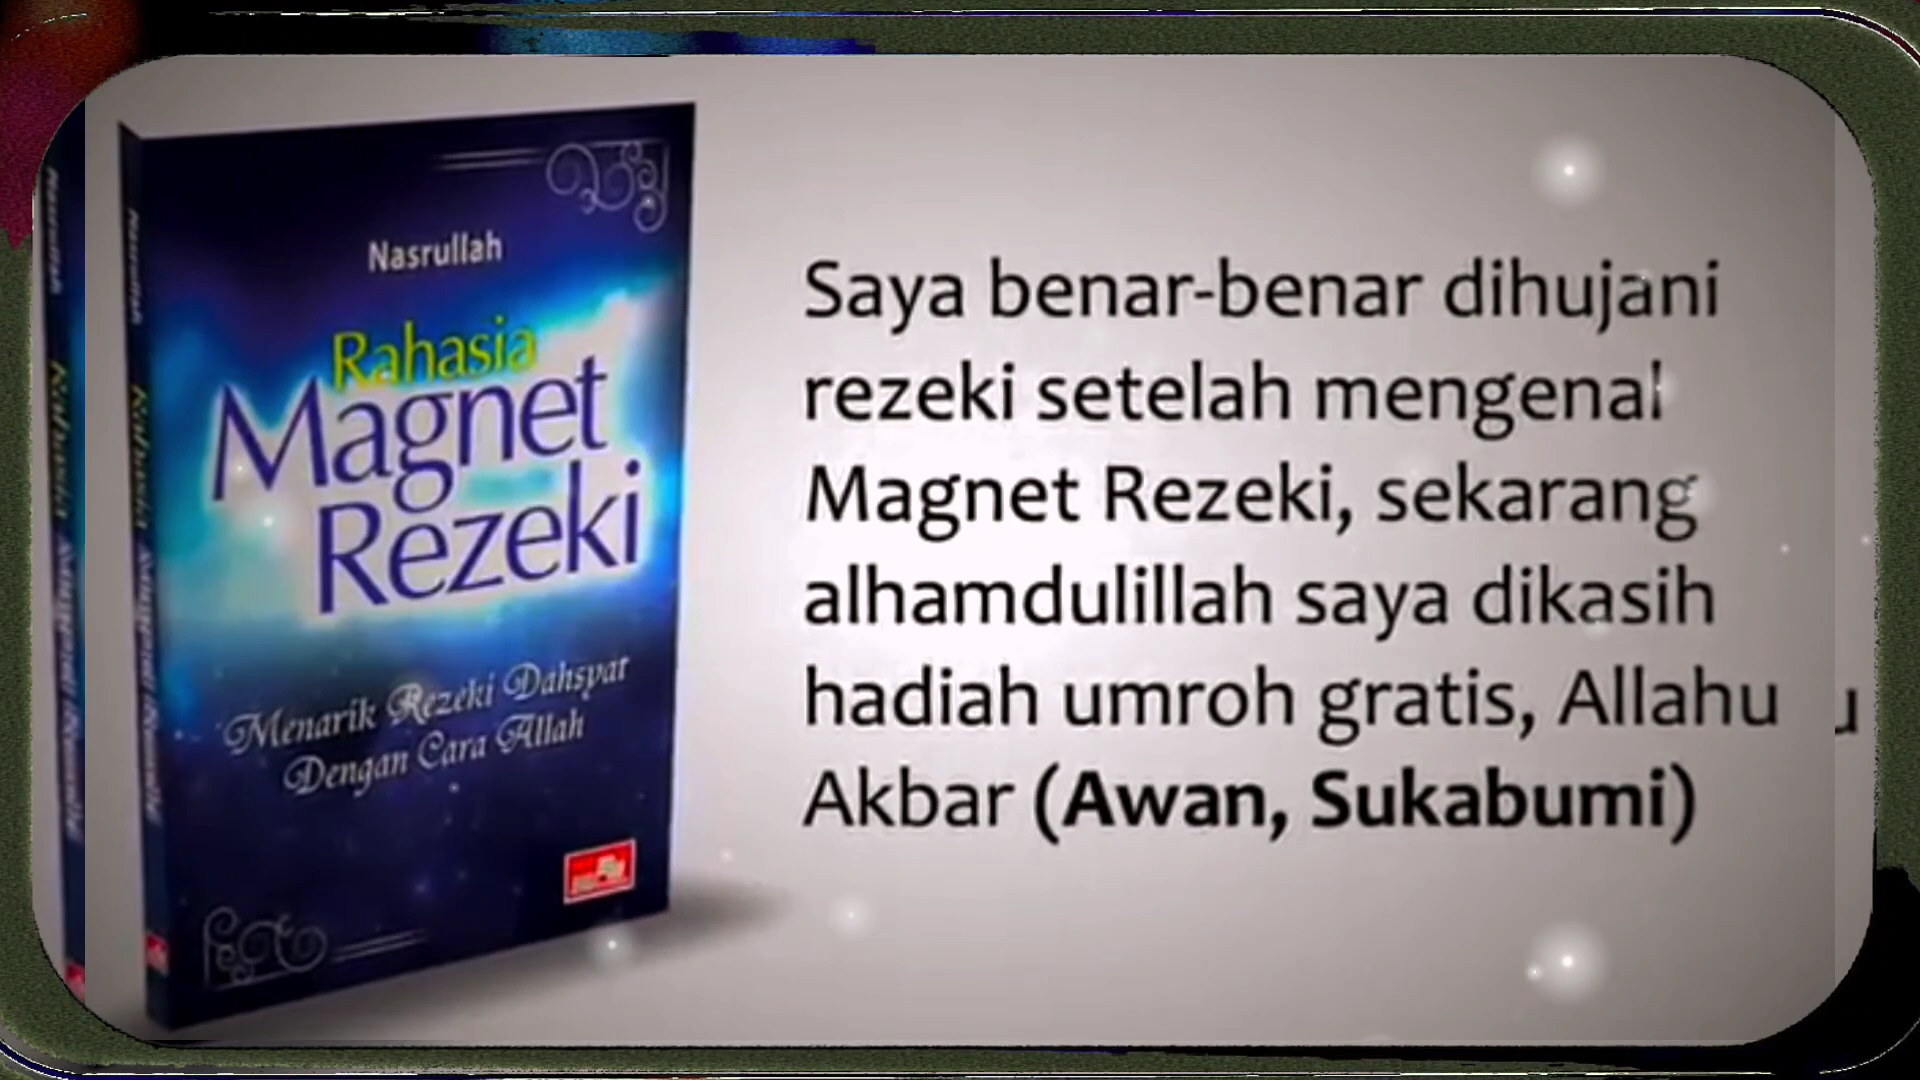 Nasrullah
Rahasia
Magnet
Rezeki
Menarik Rezeki Dahsyat
Dengan Cara Allah
Saya benar-benar dihujani
rezeki setelah mengenal
Magnet Rezeki, sekarang
alhamdulillah saya dikasih
hadiah umroh gratis, Allahu
Akbar (Awan, Sukabumi)